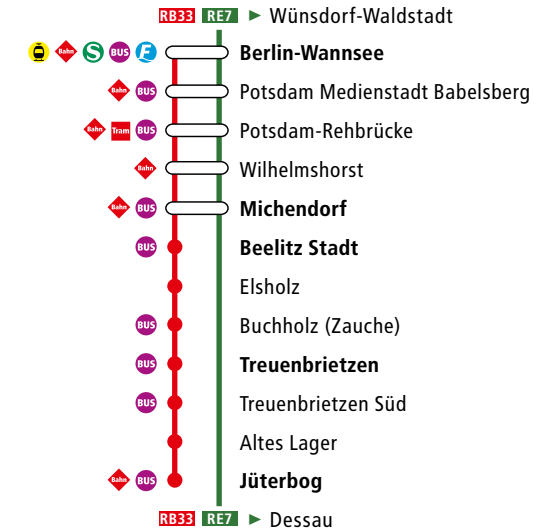 RB33 RE7 ► Wünsdorf-Waldstadt
Bahn S BUS F Berlin-Wannsee
Bahn BUS Potsdam Medienstadt Babelsberg
Bahn Tram BUS Potsdam-Rehbrücke
Bahn Wilhelmshorst
Bahn BUS Michendorf
BUS Beelitz Stadt
Elsholz
BUS Buchholz (Zauche)
BUS Treuenbrietzen
BUS Treuenbrietzen Süd
Altes Lager
Bahn BUS Jüterbog
RB33 RE7 ► Dessau